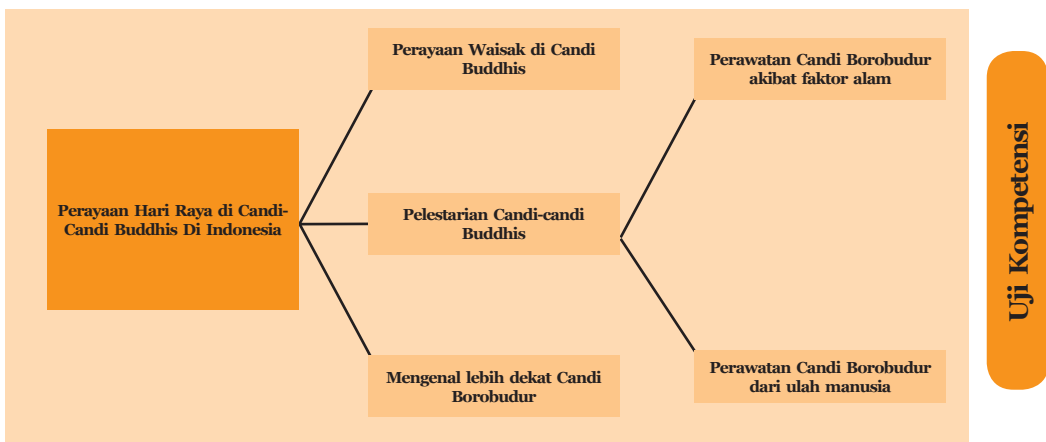 Perayaan Hari Raya di Candi-
Candi Buddhis Di Indonesia
Perayaan Waisak di Candi
Buddhis
Pelestarian Candi-candi
Buddhis
Mengenal lebih dekat Candi
Borobudur
Perawatan Candi Borobudur
akibat faktor alam
Perawatan Candi Borobudur
dari ulah manusia
Uji Kompetensi